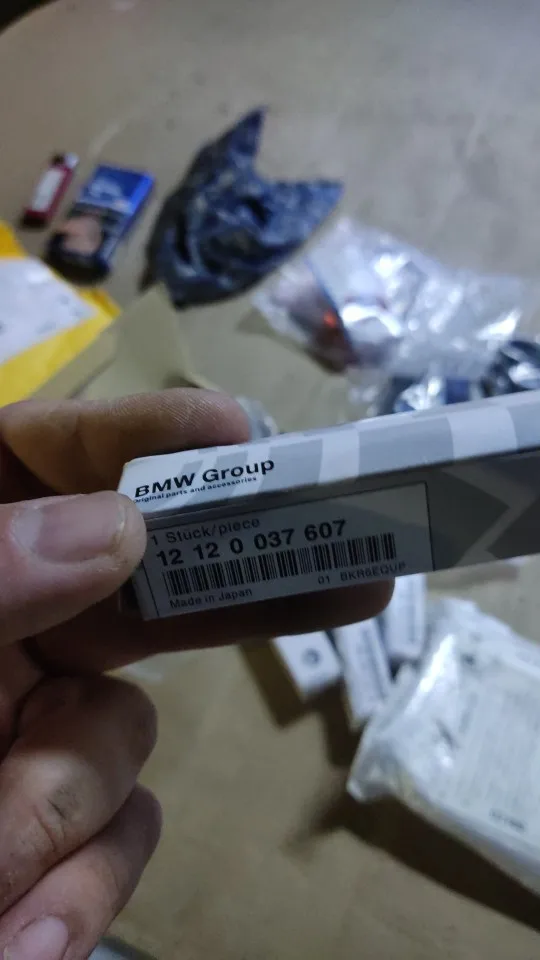 BMW Group
original parts and accessories
1 Stück/piece
12 12 0 037 607
Made in Japan
01 BKR6EQUP